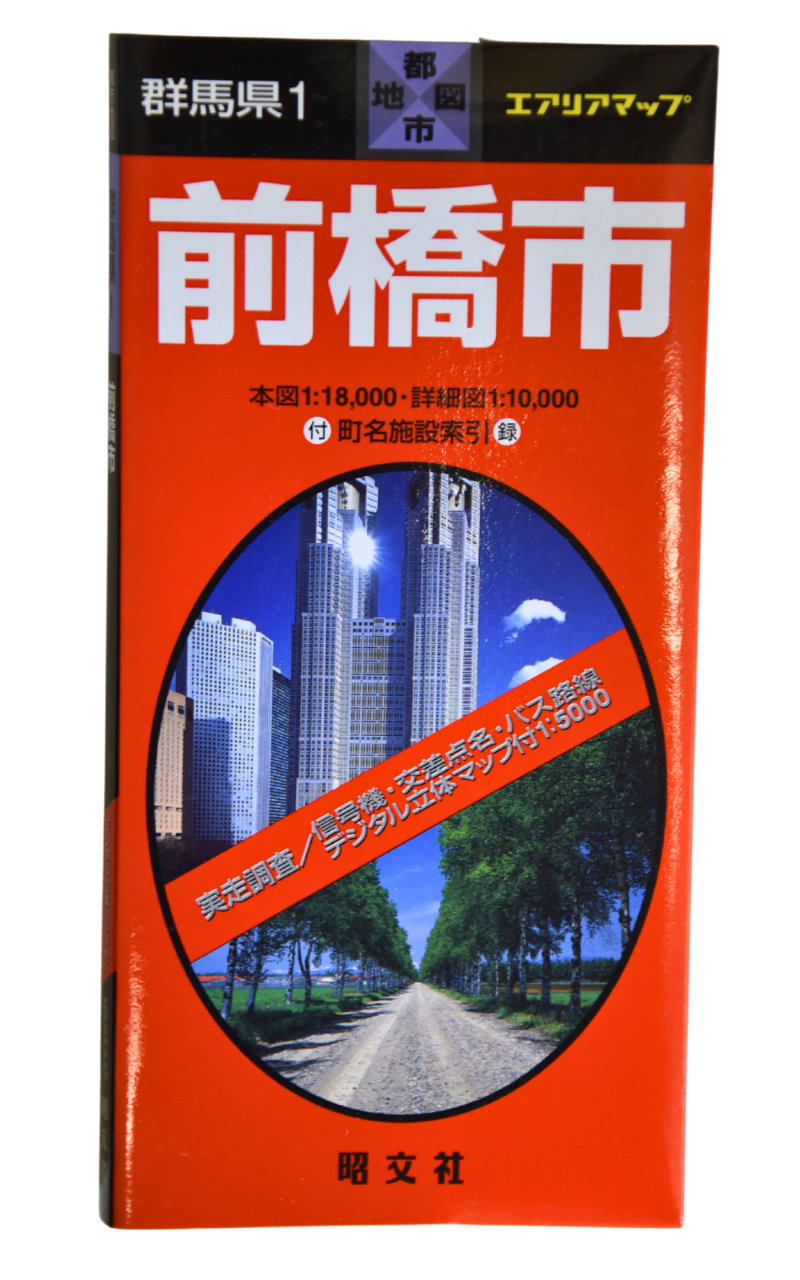 群馬県1
都市地図
エアリアマップ
前橋市
本図1:18,000・詳細図1:10,000
付 町名施設索引 録
実走調査/信号機・交差点名・バス路線
デジタル立体マップ付1:5000
昭文社